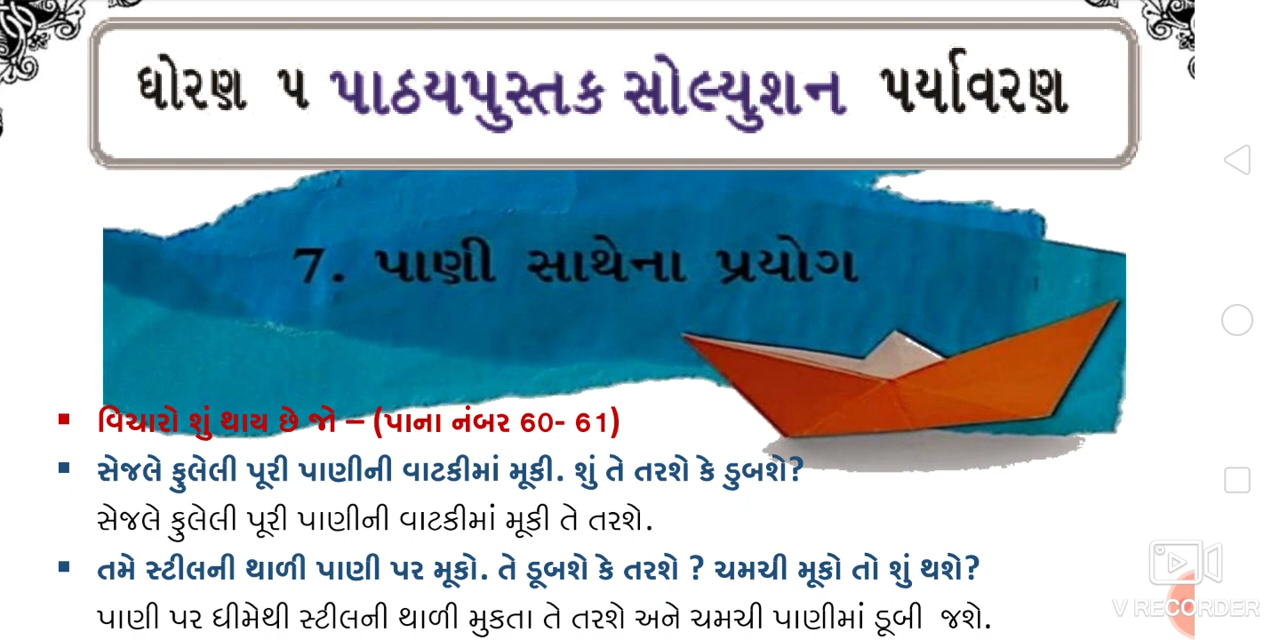 ધોરણ ૫ પાઠયપુસ્તક સોલ્યુશન પર્યાવરણ
7. પાણી સાથેના પ્રયોગ
▪ વિચારો શું થાય છે જો – (પાના નંબર 60- 61)
▪ સેજલે ફુલેલી પૂરી પાણીની વાટકીમાં મૂકી. શું તે તરશે કે ડુબશે?
સેજલે ફુલેલી પૂરી પાણીની વાટકીમાં મૂકી તે તરશે.
▪ તમે સ્ટીલની થાળી પાણી પર મૂકો. તે ડૂબશે કે તરશે ? ચમચી મૂકો તો શું થશે?
પાણી પર ધીમેથી સ્ટીલની થાળી મુકતા તે તરશે અને ચમચી પાણીમાં ડૂબી જશે.
V RECORDER